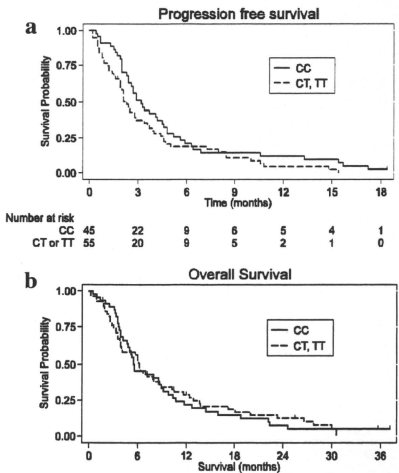 a
Progression free survival
Survival Probability
1.00
0.75
0.50
0.25
0.00
CC
CT, TT
0 3 6 9 12 15 18
Time (months)
Number at risk
CC 45 22 9 6 5 4 1
CT or TT 55 20 9 5 2 1 0
b
Overall Survival
Survival Probability
1.00
0.75
0.50
0.25
0.00
CC
CT, TT
0 6 12 18 24 30 36
Survival (months)